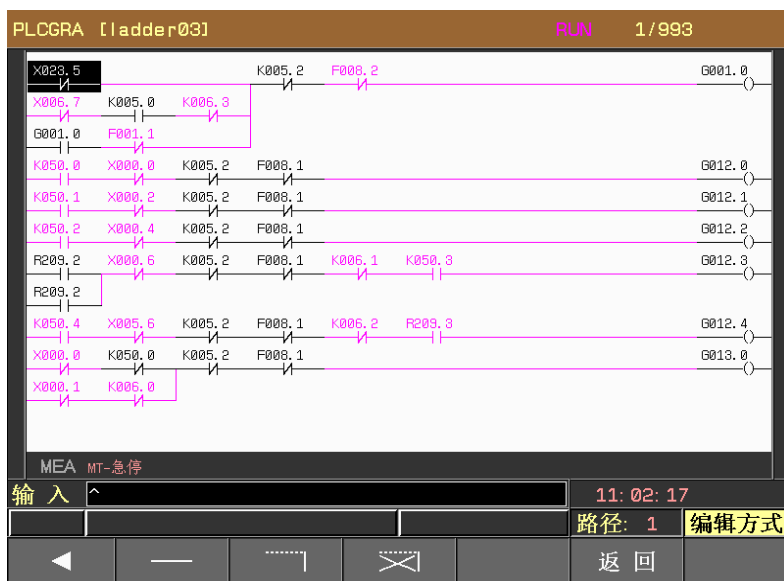 PLCGRA [ladder03] RUN 1/993
X023.5 K005.2 F008.2 G001.0
X006.7 K005.0 K006.3
G001.0 F001.1
K050.0 X000.0 K005.2 F008.1 G012.0
K050.1 X000.2 K005.2 F008.1 G012.1
K050.2 X000.4 K005.2 F008.1 G012.2
R209.2 X000.6 K005.2 F008.1 K006.1 K050.3 G012.3
R209.2
K050.4 X005.6 K005.2 F008.1 K006.2 R209.3 G012.4
X000.0 K050.0 K005.2 F008.1 G013.0
X000.1 K006.0
MEA MT-急停
输入 ^ 11:02:17
路径: 1 编辑方式
返回